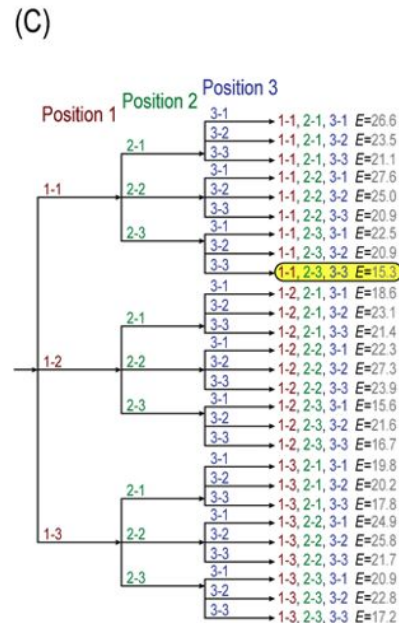 (C)
Position 1
Position 2
Position 3
1-1
2-1
3-1
1-1, 2-1, 3-1 E=26.6
3-2
1-1, 2-1, 3-2 E=23.5
3-3
1-1, 2-1, 3-3 E=21.1
2-2
3-1
1-1, 2-2, 3-1 E=27.6
3-2
1-1, 2-2, 3-2 E=25.0
3-3
1-1, 2-2, 3-3 E=20.9
2-3
3-1
1-1, 2-3, 3-1 E=22.5
3-2
1-1, 2-3, 3-2 E=20.9
3-3
1-1, 2-3, 3-3 E=15.3
1-2
2-1
3-1
1-2, 2-1, 3-1 E=18.6
3-2
1-2, 2-1, 3-2 E=23.1
3-3
1-2, 2-1, 3-3 E=21.4
2-2
3-1
1-2, 2-2, 3-1 E=22.3
3-2
1-2, 2-2, 3-2 E=27.3
3-3
1-2, 2-2, 3-3 E=23.9
2-3
3-1
1-2, 2-3, 3-1 E=15.6
3-2
1-2, 2-3, 3-2 E=21.6
3-3
1-2, 2-3, 3-3 E=16.7
1-3
2-1
3-1
1-3, 2-1, 3-1 E=19.8
3-2
1-3, 2-1, 3-2 E=20.2
3-3
1-3, 2-1, 3-3 E=17.8
2-2
3-1
1-3, 2-2, 3-1 E=24.9
3-2
1-3, 2-2, 3-2 E=25.8
3-3
1-3, 2-2, 3-3 E=21.7
2-3
3-1
1-3, 2-3, 3-1 E=20.9
3-2
1-3, 2-3, 3-2 E=22.8
3-3
1-3, 2-3, 3-3 E=17.2